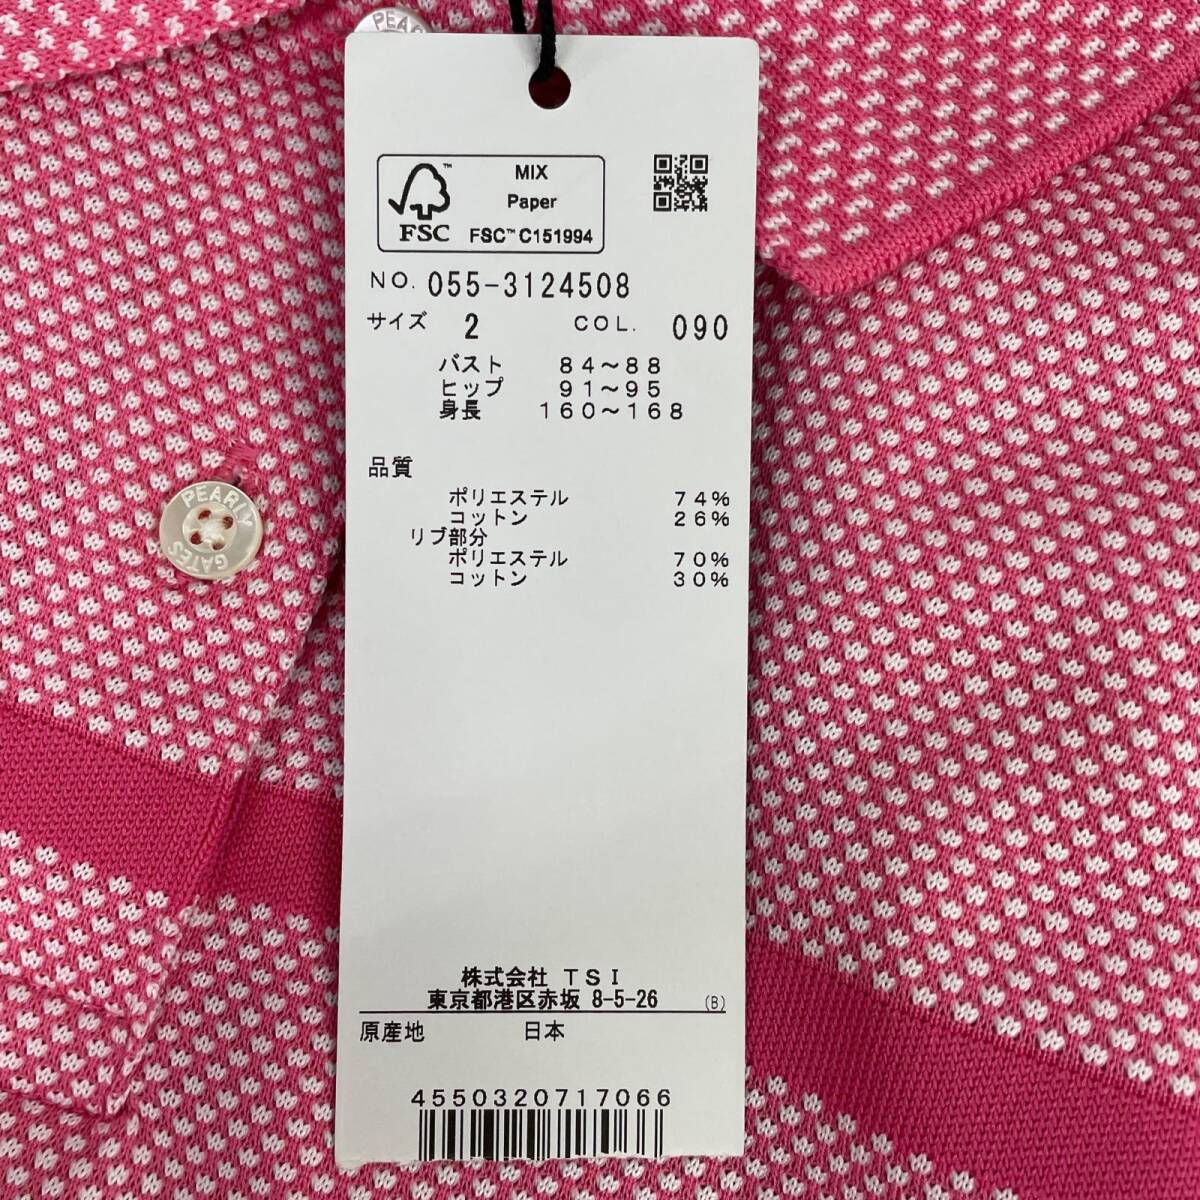 PEAR
FSC™
MIX
Paper
FSC™ C151994
NO. 055-3124508
サイズ 2 COL. 090
バスト 84～88
ヒップ 91～95
身長 160～168
品質
ポリエステル 74%
コットン 26%
リブ部分
ポリエステル 70%
コットン 30%
PEARLY GATES
株式会社 TSI
東京都港区赤坂 8-5-26 (B)
原産地 日本
4550320717066